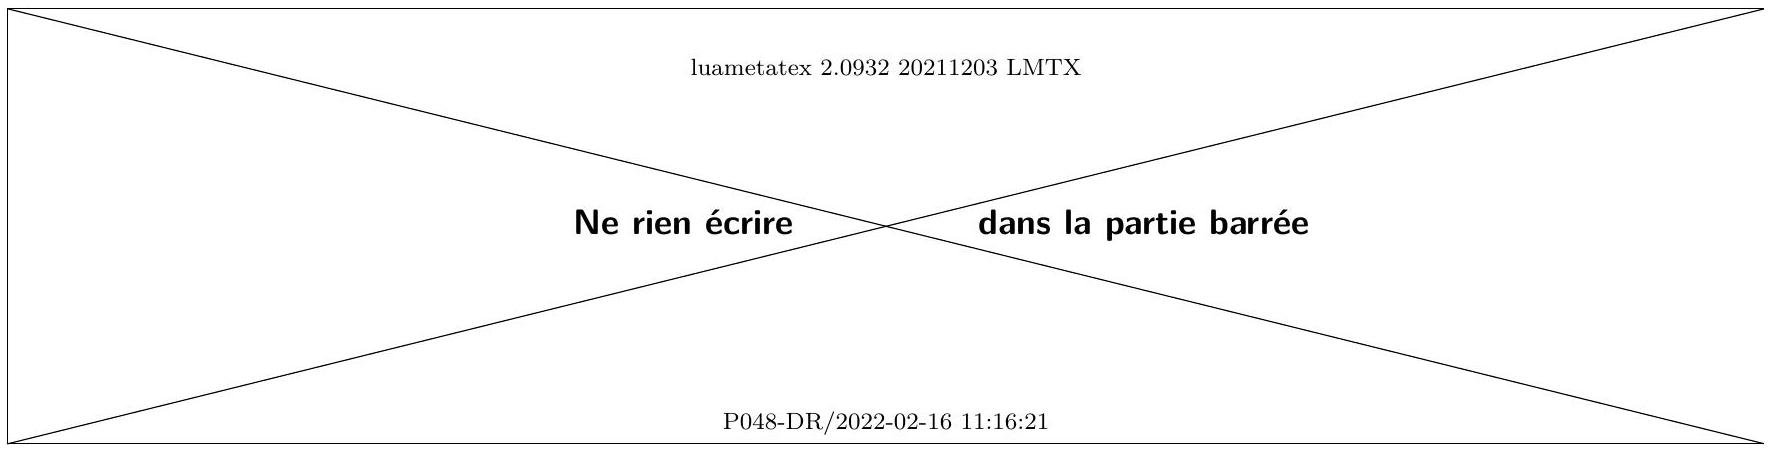 luametatex 2.0932 20211203 LMTX
Ne rien écrire dans la partie barrée
P048-DR/2022-02-16 11:16:21